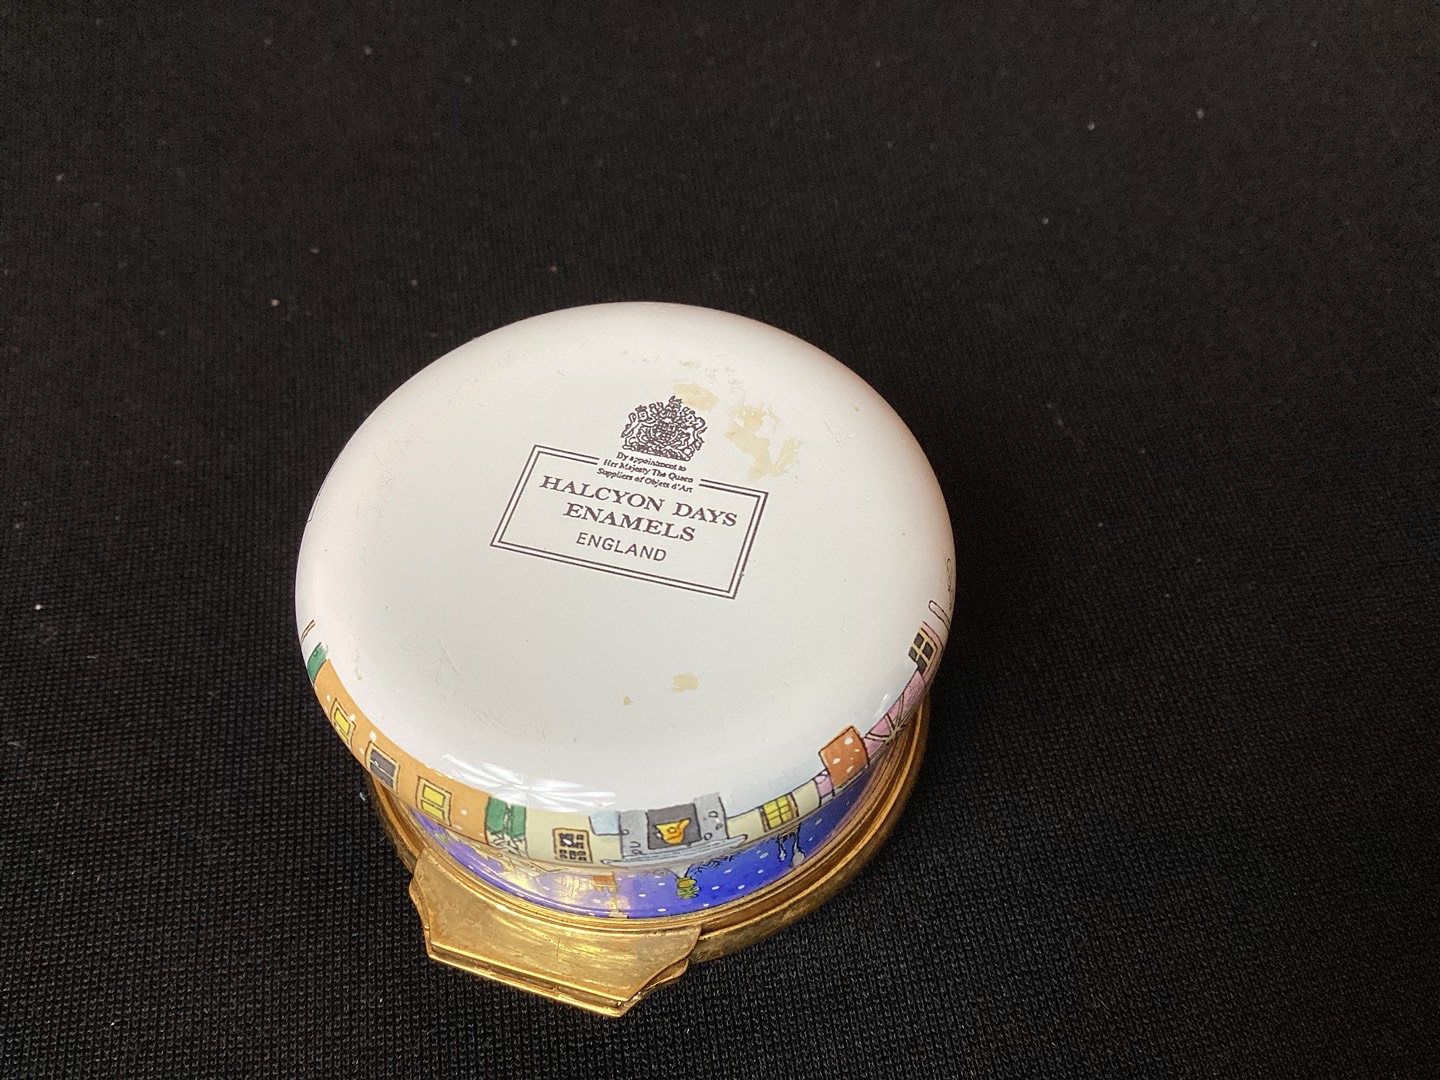 By appointment to
Her Majesty The Queen
Suppliers of Objets d'Art
HALCYON DAYS
ENAMELS
ENGLAND